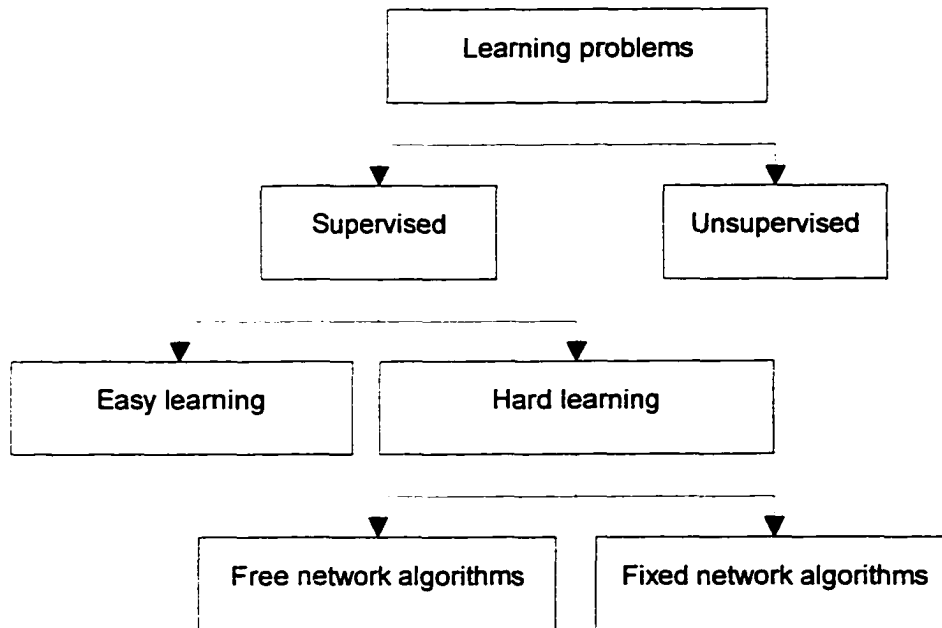 Learning problems
Supervised
Unsupervised
Easy learning
Hard learning
Free network algorithms
Fixed network algorithms